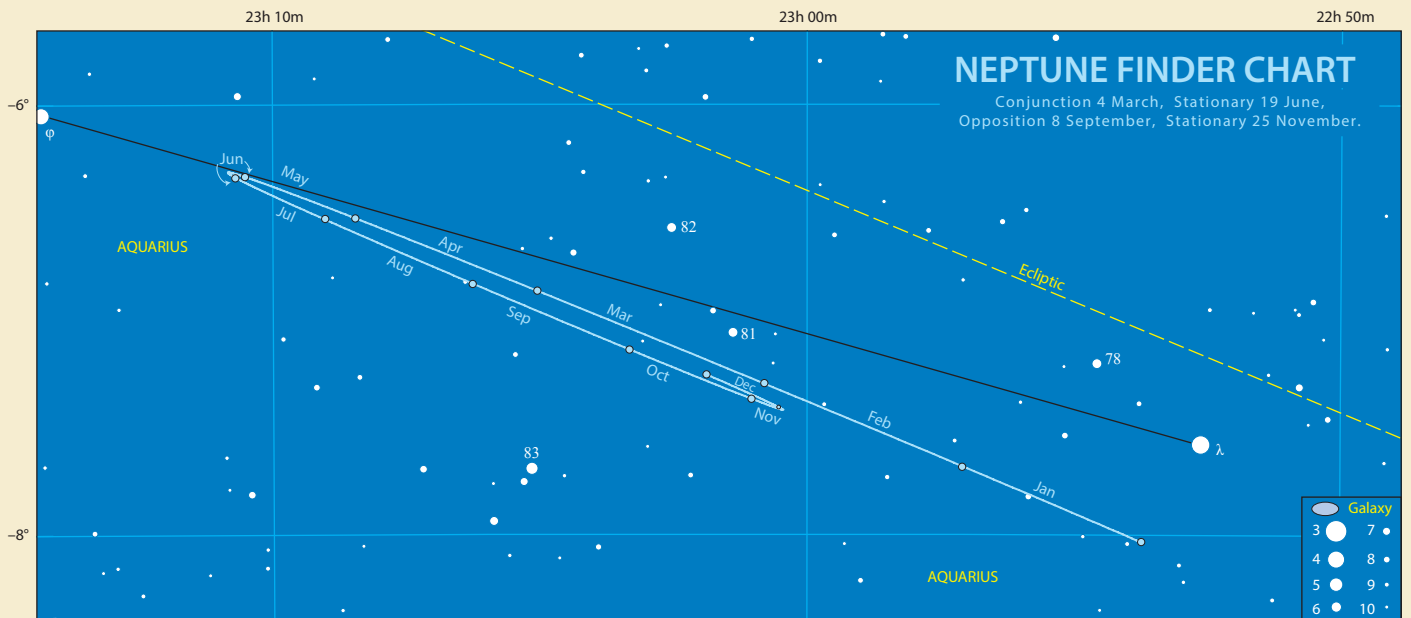 23h 10m 23h 00m 22h 50m
NEPTUNE FINDER CHART
Conjunction 4 March, Stationary 19 June,
Opposition 8 September, Stationary 25 November.
–6°
φ
Jun
May
Jul
82
AQUARIUS
Apr
Aug
Ecliptic
Sep
Mar
81
78
Oct
Dec
Nov
Feb
83
λ
Jan
Galaxy
3 7
–8°
4 8
AQUARIUS
5 9
6 10